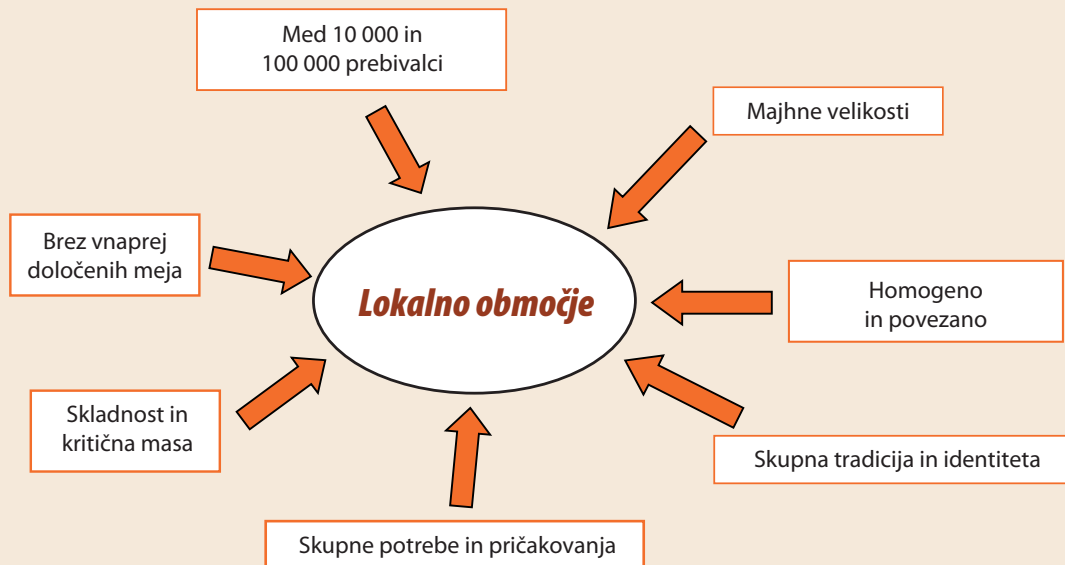 Med 10 000 in
100 000 prebivalci
Majhne velikosti
Brez vnaprej
določenih meja
Lokalno območje
Homogeno
in povezano
Skladnost in
kritična masa
Skupna tradicija in identiteta
Skupne potrebe in pričakovanja